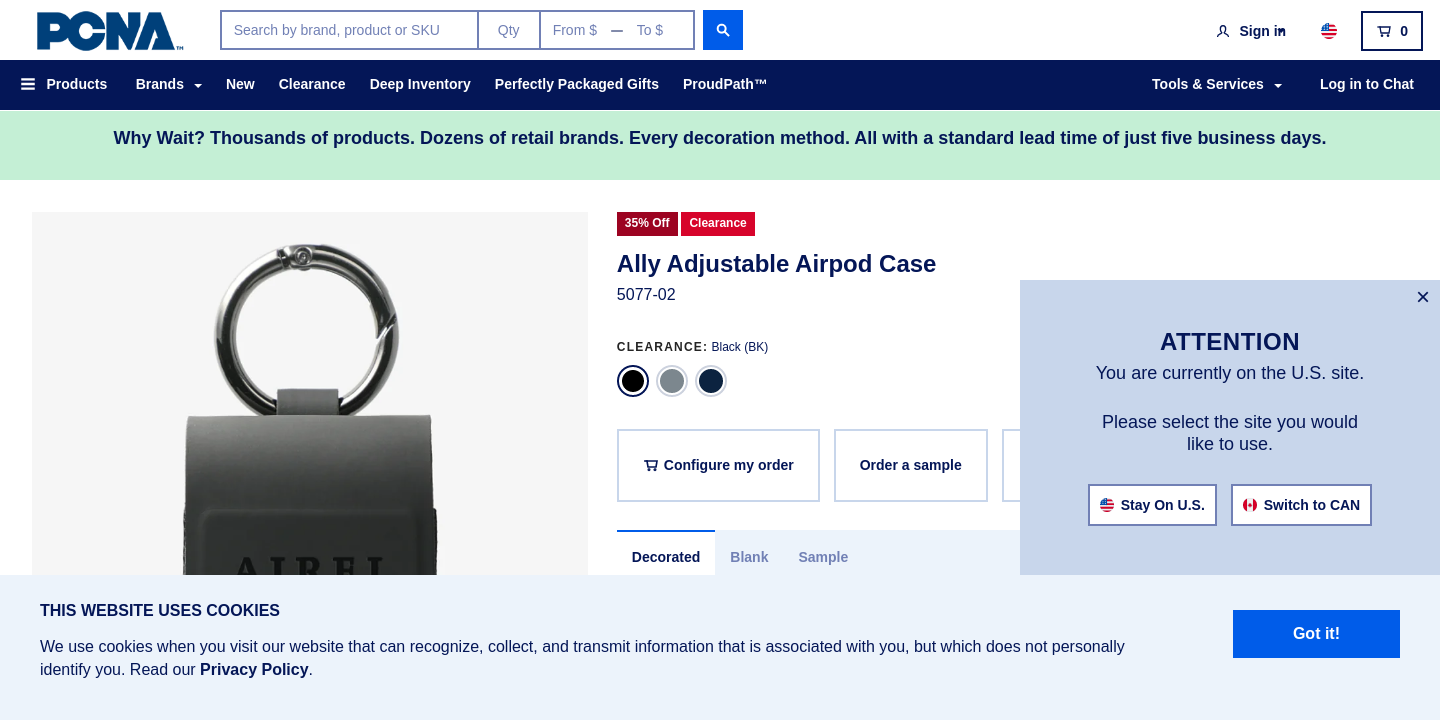 PCNA™
Search by brand, product or SKU
Qty
From $ — To $
Sign in
0
Products
Brands
New
Clearance
Deep Inventory
Perfectly Packaged Gifts
ProudPath™
Tools & Services
Log in to Chat
Why Wait? Thousands of products. Dozens of retail brands. Every decoration method. All with a standard lead time of just five business days.
35% Off
Clearance
Ally Adjustable Airpod Case
5077-02
CLEARANCE: Black (BK)
Configure my order
Order a sample
Decorated
Blank
Sample
×
ATTENTION
You are currently on the U.S. site.
Please select the site you would
like to use.
Stay On U.S.
Switch to CAN
THIS WEBSITE USES COOKIES
We use cookies when you visit our website that can recognize, collect, and transmit information that is associated with you, but which does not personally
identify you. Read our Privacy Policy.
Got it!